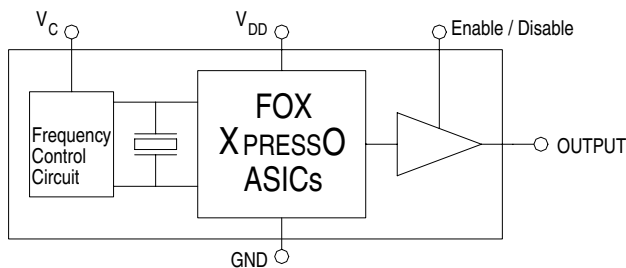 VC
VDD
Enable / Disable
Frequency
Control
Circuit
FOX
XPRESSO
ASICs
OUTPUT
GND